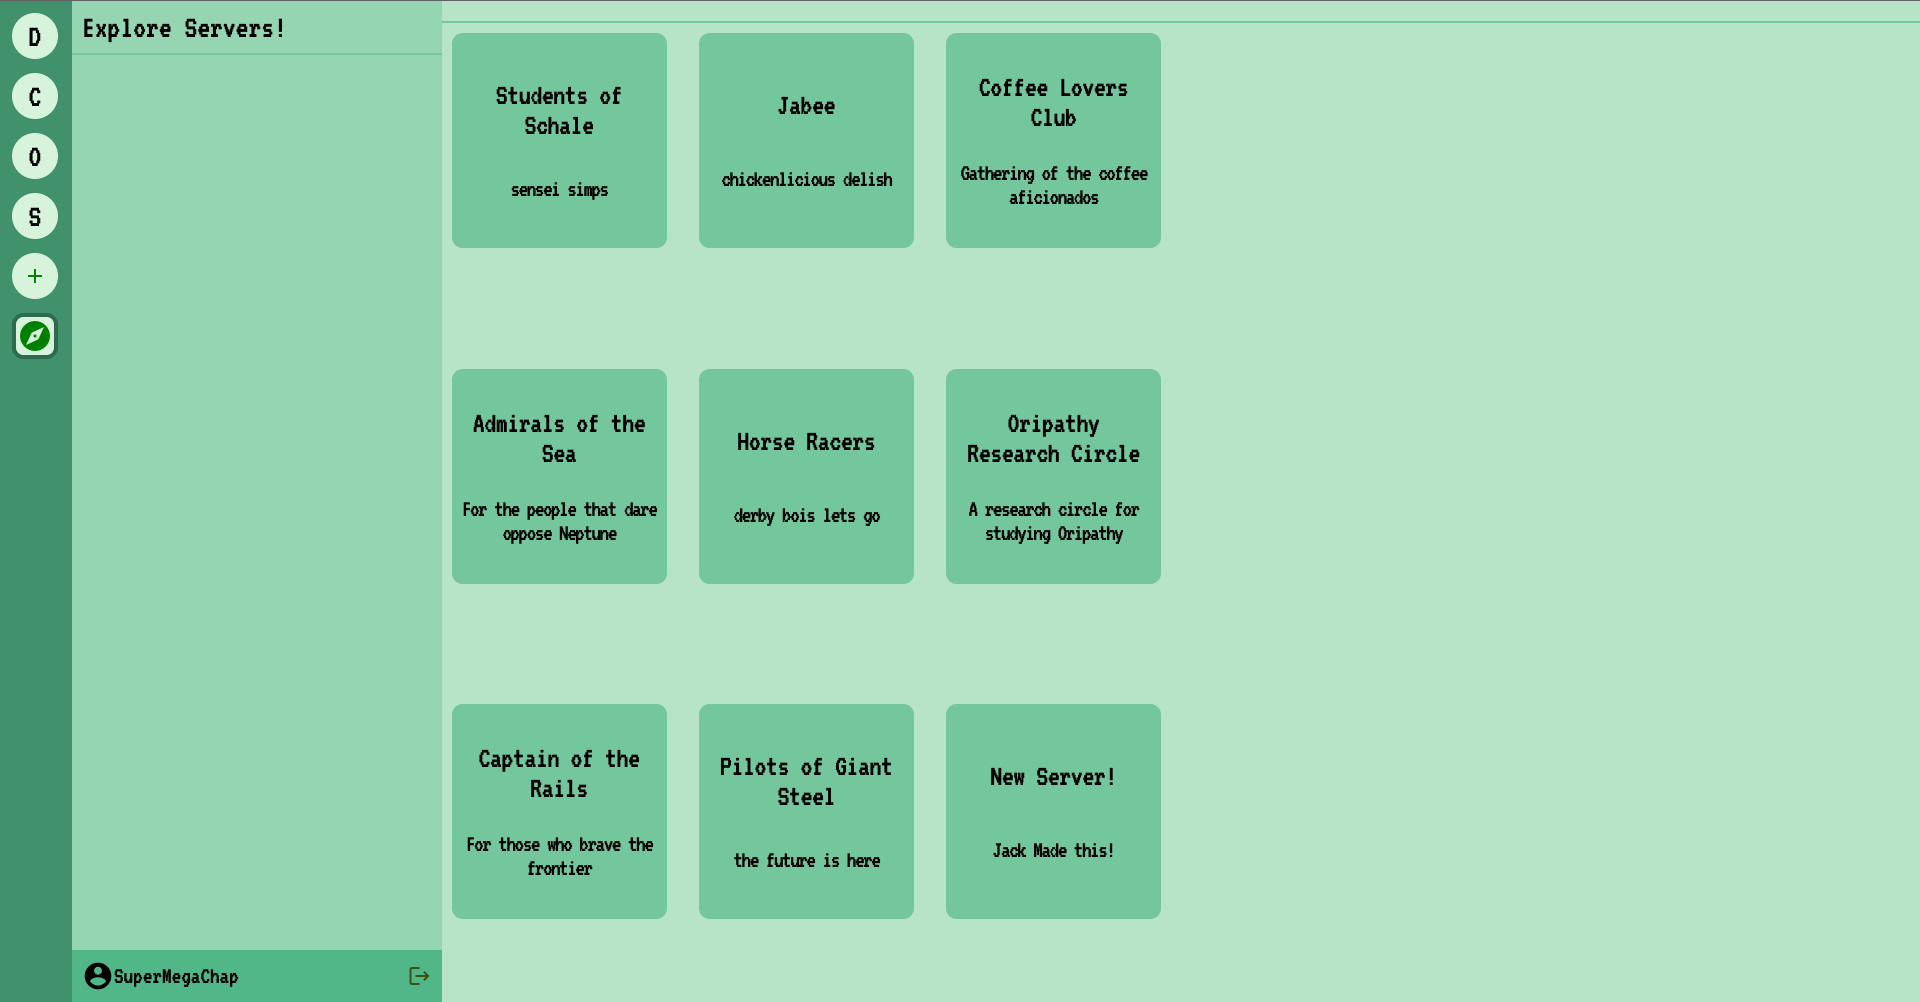 D
C
O
S
+
Explore Servers!
SuperMegaChap
Students of
Schale
sensei simps
Jabee
chickenlicious delish
Coffee Lovers
Club
Gathering of the coffee
aficionados
Admirals of the
Sea
For the people that dare
oppose Neptune
Horse Racers
derby bois lets go
Oripathy
Research Circle
A research circle for
studying Oripathy
Captain of the
Rails
For those who brave the
frontier
Pilots of Giant
Steel
the future is here
New Server!
Jack Made this!